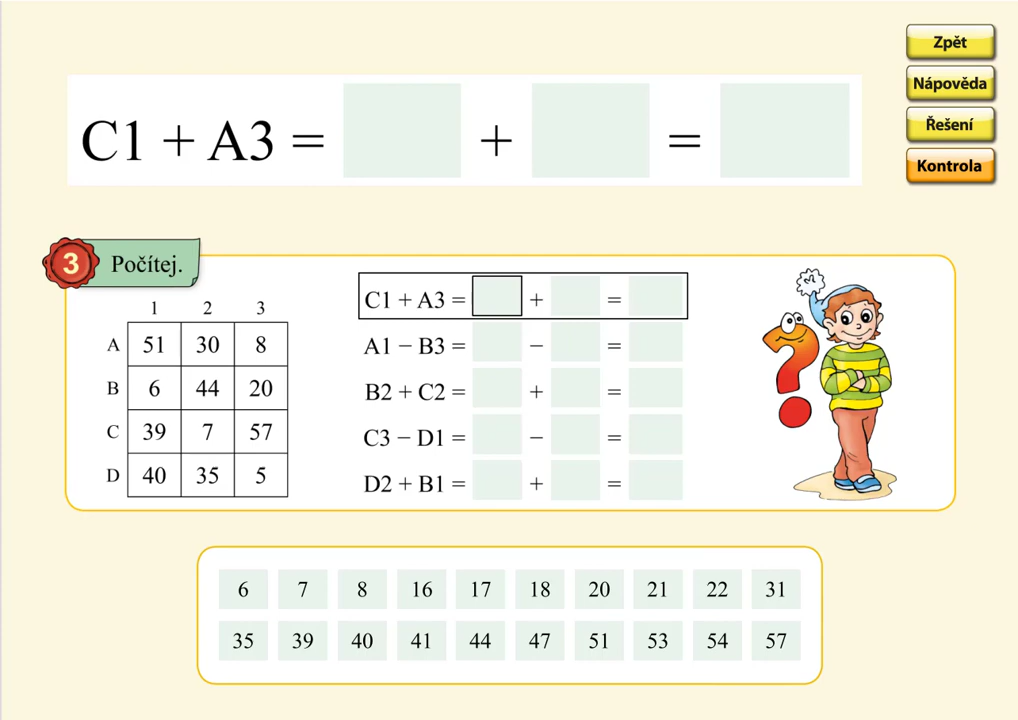 Zpět
Nápověda
Řešení
Kontrola
C1 + A3 = + =
3 Počítej.
1 2 3
A 51 30 8
B 6 44 20
C 39 7 57
D 40 35 5
C1 + A3 = + =
A1 − B3 = − =
B2 + C2 = + =
C3 − D1 = − =
D2 + B1 = + =
6 7 8 16 17 18 20 21 22 31
35 39 40 41 44 47 51 53 54 57